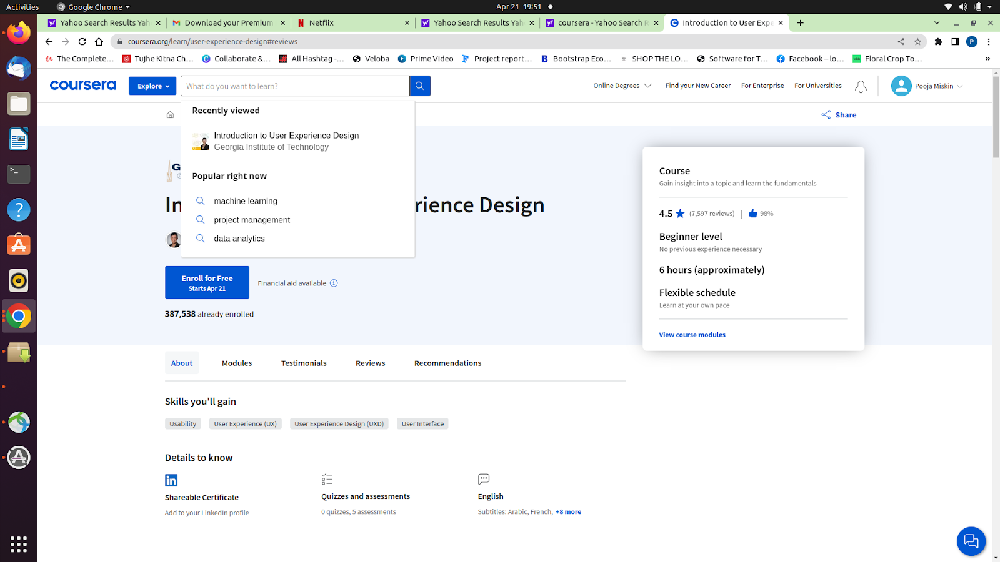 Activities
Google Chrome
Apr 21 19:51
Yahoo Search Results Yah
Download your Premium
Netflix
Yahoo Search Results Yah
coursera - Yahoo Search R
Introduction to User Expe
coursera.org/learn/user-experience-design#reviews
P
The Complete…
Tujhe Kitna Ch…
Collaborate &…
All Hashtag -…
Veloba
Prime Video
Project report…
Bootstrap Eco…
SHOP THE LO…
Software for T…
Facebook – lo…
Floral Crop To…
»
coursera
Explore
What do you want to learn?
Online Degrees
Find your New Career
For Enterprise
For Universities
Pooja Miskin
Recently viewed
Introduction to User Experience Design
Georgia Institute of Technology
Popular right now
machine learning
project management
data analytics
Share
G
In
rience Design
Enroll for Free
Starts Apr 21
Financial aid available
387,538 already enrolled
Course
Gain insight into a topic and learn the fundamentals
4.5
(7,597 reviews) | 98%
Beginner level
No previous experience necessary
6 hours (approximately)
Flexible schedule
Learn at your own pace
View course modules
About
Modules
Testimonials
Reviews
Recommendations
Skills you'll gain
Usability
User Experience (UX)
User Experience Design (UXD)
User Interface
Details to know
in
Shareable Certificate
Add to your LinkedIn profile
Quizzes and assessments
0 quizzes, 5 assessments
English
Subtitles: Arabic, French, +8 more